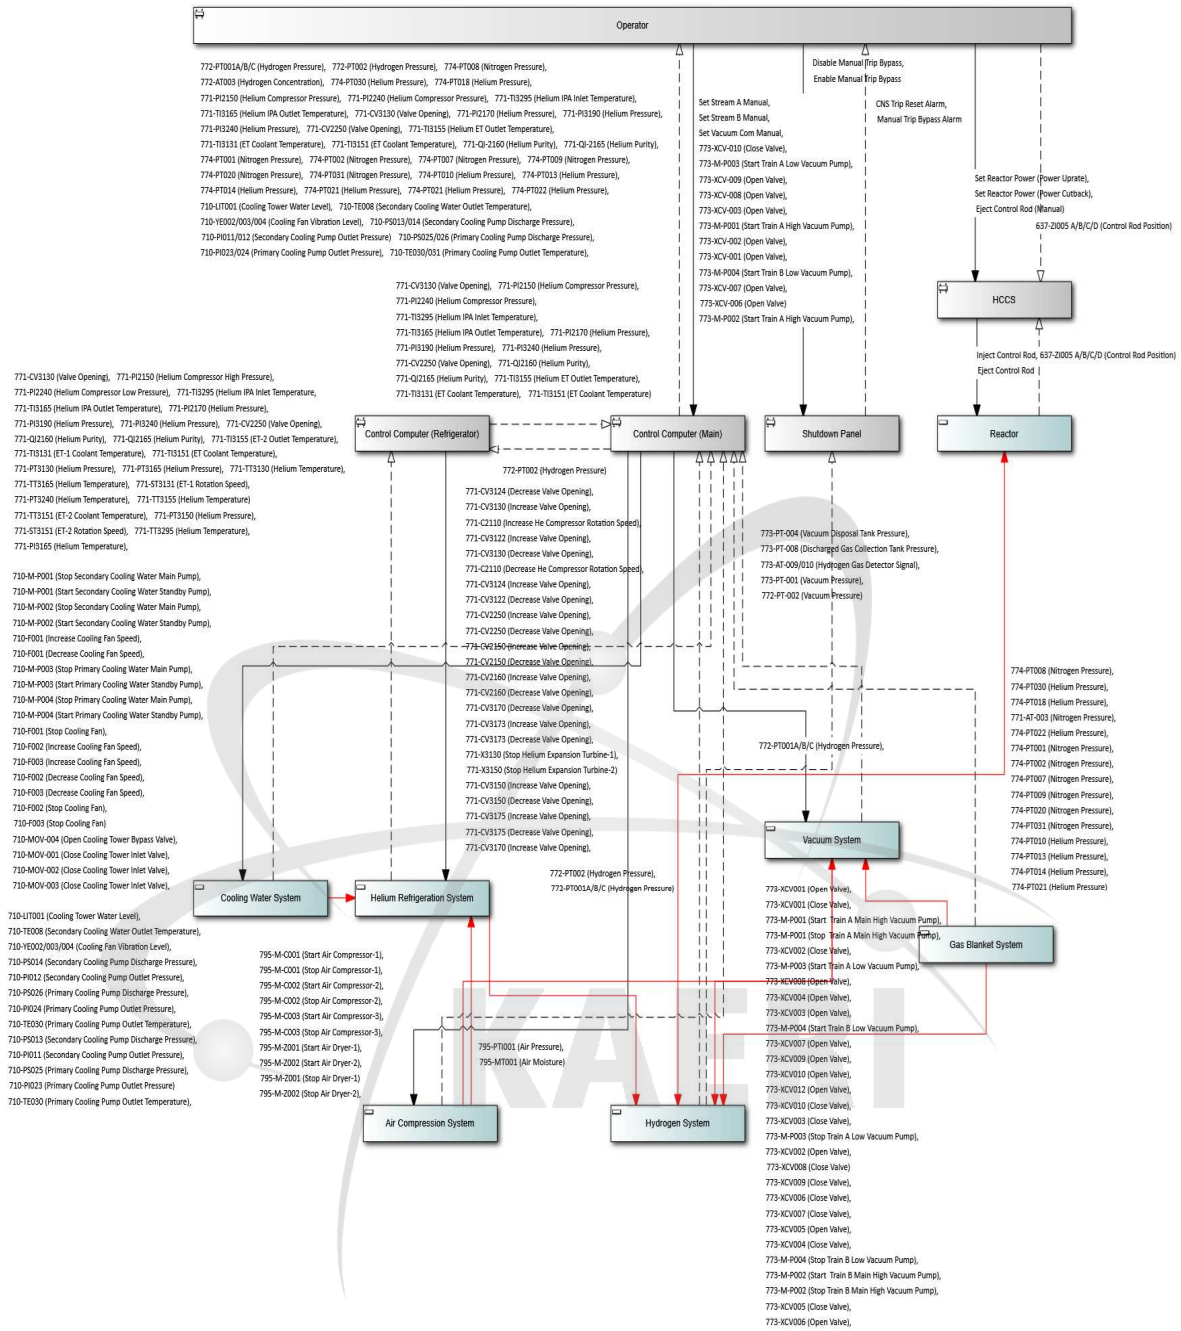 Operator
772-PT001A/B/C (Hydrogen Pressure), 772-PT002 (Hydrogen Pressure), 774-PT008 (Nitrogen Pressure),
772-AT003 (Hydrogen Concentration), 774-PT030 (Helium Pressure), 774-PT018 (Helium Pressure),
771-PI2150 (Helium Compressor Pressure), 771-PI2240 (Helium Compressor Pressure), 771-TI3295 (Helium IPA Inlet Temperature),
771-TI3165 (Helium IPA Outlet Temperature), 771-CV3130 (Valve Opening), 771-PI2170 (Helium Pressure), 771-PI3190 (Helium Pressure),
771-PI3240 (Helium Pressure), 771-CV2250 (Valve Opening), 771-TI3155 (Helium ET Outlet Temperature),
771-TI3131 (ET Coolant Temperature), 771-TI3151 (ET Coolant Temperature), 771-QI-2160 (Helium Purity), 771-QI-2165 (Helium Purity),
774-PT001 (Nitrogen Pressure), 774-PT002 (Nitrogen Pressure), 774-PT007 (Nitrogen Pressure), 774-PT009 (Nitrogen Pressure),
774-PT020 (Nitrogen Pressure), 774-PT031 (Nitrogen Pressure), 774-PT010 (Helium Pressure), 774-PT013 (Helium Pressure),
774-PT014 (Helium Pressure), 774-PT021 (Helium Pressure), 774-PT021 (Helium Pressure), 774-PT022 (Helium Pressure),
710-LIT001 (Cooling Tower Water Level), 710-TE008 (Secondary Cooling Water Outlet Temperature),
710-YE002/003/004 (Cooling Fan Vibration Level), 710-PS013/014 (Secondary Cooling Pump Discharge Pressure),
710-PI011/012 (Secondary Cooling Pump Outlet Pressure) 710-PS025/026 (Primary Cooling Pump Discharge Pressure),
710-PI023/024 (Primary Cooling Pump Outlet Pressure), 710-TE030/031 (Primary Cooling Pump Outlet Temperature),
Disable Manual Trip Bypass,
Enable Manual Trip Bypass
Set Stream A Manual,
Set Stream B Manual,
Set Vacuum Com Manual,
773-XCV-010 (Close Valve),
773-M-P003 (Start Train A Low Vacuum Pump),
773-XCV-009 (Open Valve),
773-XCV-008 (Open Valve),
773-XCV-003 (Open Valve),
773-M-P001 (Start Train A High Vacuum Pump),
773-XCV-002 (Open Valve),
773-XCV-001 (Open Valve),
773-M-P004 (Start Train B Low Vacuum Pump),
773-XCV-007 (Open Valve),
773-XCV-006 (Open Valve)
773-M-P002 (Start Train A High Vacuum Pump),
CNS Trip Reset Alarm,
Manual Trip Bypass Alarm
Set Reactor Power (Power Uprate),
Set Reactor Power (Power Cutback),
Eject Control Rod (Manual)
637-ZI005 A/B/C/D (Control Rod Position)
HCCS
Inject Control Rod, 637-ZI005 A/B/C/D (Control Rod Position)
Eject Control Rod
771-CV3130 (Valve Opening), 771-PI2150 (Helium Compressor Pressure),
771-PI2240 (Helium Compressor Pressure),
771-TI3295 (Helium IPA Inlet Temperature),
771-TI3165 (Helium IPA Outlet Temperature), 771-PI2170 (Helium Pressure),
771-PI3190 (Helium Pressure), 771-PI3240 (Helium Pressure),
771-CV2250 (Valve Opening), 771-QI2160 (Helium Purity)
771-QI2165 (Helium Purity), 771-TI3155 (Helium ET Outlet Temperature),
771-TI3131 (ET Coolant Temperature), 771-TI3151 (ET Coolant Temperature)
771-CV3130 (Valve Opening), 771-PI2150 (Helium Compressor High Pressure),
771-PI2240 (Helium Compressor Low Pressure), 771-TI3295 (Helium IPA Inlet Temperature,
771-TI3165 (Helium IPA Outlet Temperature), 771-PI2170 (Helium Pressure),
771-PI3190 (Helium Pressure), 771-PI3240 (Helium Pressure), 771-CV2250 (Valve Opening),
771-QI2160 (Helium Purity), 771-QI2165 (Helium Purity), 771-TI3155 (ET-2 Outlet Temperature),
771-TI3131 (ET-1 Coolant Temperature), 771-TI3151 (ET Coolant Temperature),
771-PT3130 (Helium Pressure), 771-PT3165 (Helium Pressure), 771-TT3130 (Helium Temperature),
771-TT3165 (Helium Temperature), 771-ST3131 (ET-1 Rotation Speed),
771-PT3240 (Helium Temperature), 771-TT3155 (Helium Temperature)
771-TT3151 (ET-2 Coolant Temperature), 771-PT3150 (Helium Pressure),
771-ST3151 (ET-2 Rotation Speed), 771-TT3295 (Helium Temperature),
771-PI3165 (Helium Temperature),
Control Computer (Refrigerator)
Control Computer (Main)
Shutdown Panel
Reactor
772-PT002 (Hydrogen Pressure)
771-CV3124 (Decrease Valve Opening),
771-CV3130 (Increase Valve Opening),
771-C2110 (Increase He Compressor Rotation Speed)
771-CV3122 (Increase Valve Opening),
771-CV3130 (Decrease Valve Opening),
771-C2110 (Decrease He Compressor Rotation Speed),
771-CV3124 (Increase Valve Opening),
771-CV3122 (Decrease Valve Opening),
771-CV2250 (Increase Valve Opening),
771-CV2250 (Decrease Valve Opening),
771-CV2150 (Increase Valve Opening),
771-CV2150 (Decrease Valve Opening),
771-CV2160 (Increase Valve Opening),
771-CV2160 (Decrease Valve Opening),
771-CV3170 (Decrease Valve Opening),
771-CV3173 (Increase Valve Opening),
771-CV3173 (Decrease Valve Opening),
771-X3130 (Stop Helium Expansion Turbine-1),
771-X3150 (Stop Helium Expansion Turbine-2)
771-CV3150 (Increase Valve Opening),
771-CV3150 (Decrease Valve Opening),
771-CV3175 (Increase Valve Opening),
771-CV3175 (Decrease Valve Opening),
771-CV3170 (Increase Valve Opening),
773-PT-004 (Vacuum Disposal Tank Pressure),
773-PT-008 (Discharged Gas Collection Tank Pressure),
773-AT-009/010 (Hydrogen Gas Detector Signal),
773-PT-001 (Vacuum Pressure),
772-PT-002 (Vacuum Pressure)
710-M-P001 (Stop Secondary Cooling Water Main Pump),
710-M-P001 (Start Secondary Cooling Water Standby Pump),
710-M-P002 (Stop Secondary Cooling Water Main Pump),
710-M-P002 (Start Secondary Cooling Water Standby Pump),
710-F001 (Increase Cooling Fan Speed),
710-F001 (Decrease Cooling Fan Speed),
710-M-P003 (Stop Primary Cooling Water Main Pump),
710-M-P003 (Start Primary Cooling Water Standby Pump),
710-M-P004 (Stop Primary Cooling Water Main Pump),
710-M-P004 (Start Primary Cooling Water Standby Pump),
710-F001 (Stop Cooling Fan),
710-F002 (Increase Cooling Fan Speed),
710-F003 (Increase Cooling Fan Speed),
710-F002 (Decrease Cooling Fan Speed),
710-F003 (Decrease Cooling Fan Speed),
710-F002 (Stop Cooling Fan),
710-F003 (Stop Cooling Fan)
710-MOV-004 (Open Cooling Tower Bypass Valve),
710-MOV-001 (Close Cooling Tower Inlet Valve),
710-MOV-002 (Close Cooling Tower Inlet Valve),
710-MOV-003 (Close Cooling Tower Inlet Valve),
774-PT008 (Nitrogen Pressure),
774-PT030 (Helium Pressure),
774-PT018 (Helium Pressure),
771-AT-003 (Nitrogen Pressure),
774-PT022 (Helium Pressure),
774-PT001 (Nitrogen Pressure),
774-PT002 (Nitrogen Pressure),
774-PT007 (Nitrogen Pressure),
774-PT009 (Nitrogen Pressure),
774-PT020 (Nitrogen Pressure),
774-PT031 (Nitrogen Pressure),
774-PT010 (Helium Pressure),
774-PT013 (Helium Pressure),
774-PT014 (Helium Pressure),
774-PT021 (Helium Pressure)
772-PT001A/B/C (Hydrogen Pressure),
Vacuum System
772-PT002 (Hydrogen Pressure),
772-PT001A/B/C (Hydrogen Pressure)
Cooling Water System
Helium Refrigeration System
Gas Blanket System
710-LIT001 (Cooling Tower Water Level),
710-TE008 (Secondary Cooling Water Outlet Temperature),
710-YE002/003/004 (Cooling Fan Vibration Level),
710-PS014 (Secondary Cooling Pump Discharge Pressure),
710-PI012 (Secondary Cooling Pump Outlet Pressure),
710-PS026 (Primary Cooling Pump Discharge Pressure),
710-PI024 (Primary Cooling Pump Outlet Pressure),
710-TE030 (Primary Cooling Pump Outlet Temperature),
710-PS013 (Secondary Cooling Pump Discharge Pressure),
710-PI011 (Secondary Cooling Pump Outlet Pressure),
710-PS025 (Primary Cooling Pump Discharge Pressure),
710-PI023 (Primary Cooling Pump Outlet Pressure)
710-TE030 (Primary Cooling Pump Outlet Temperature),
795-M-C001 (Start Air Compressor-1),
795-M-C001 (Stop Air Compressor-1),
795-M-C002 (Start Air Compressor-2),
795-M-C002 (Stop Air Compressor-2),
795-M-C003 (Start Air Compressor-3),
795-M-C003 (Stop Air Compressor-3),
795-M-Z001 (Start Air Dryer-1),
795-M-Z002 (Start Air Dryer-2),
795-M-Z001 (Stop Air Dryer-1)
795-M-Z002 (Stop Air Dryer-2),
795-PTI001 (Air Pressure),
795-MT001 (Air Moisture)
773-XCV001 (Open Valve),
773-XCV001 (Close Valve),
773-M-P001 (Start Train A Main High Vacuum Pump),
773-M-P001 (Stop Train A Main High Vacuum Pump),
773-XCV002 (Close Valve),
773-M-P003 (Start Train A Low Vacuum Pump),
773-XCV008 (Open Valve),
773-XCV004 (Open Valve),
773-XCV003 (Open Valve),
773-M-P004 (Start Train B Low Vacuum Pump),
773-XCV007 (Open Valve),
773-XCV009 (Open Valve),
773-XCV010 (Open Valve),
773-XCV012 (Open Valve),
773-XCV010 (Close Valve),
773-XCV003 (Close Valve),
773-M-P003 (Stop Train A Low Vacuum Pump),
773-XCV002 (Open Valve),
773-XCV008 (Close Valve)
773-XCV009 (Close Valve),
773-XCV006 (Close Valve),
773-XCV007 (Close Valve),
773-XCV005 (Open Valve),
773-XCV004 (Close Valve),
773-M-P004 (Stop Train B Low Vacuum Pump),
773-M-P002 (Start Train B Main High Vacuum Pump),
773-M-P002 (Stop Train B Main High Vacuum Pump),
773-XCV005 (Close Valve),
773-XCV006 (Open Valve),
Air Compression System
Hydrogen System
KAERI